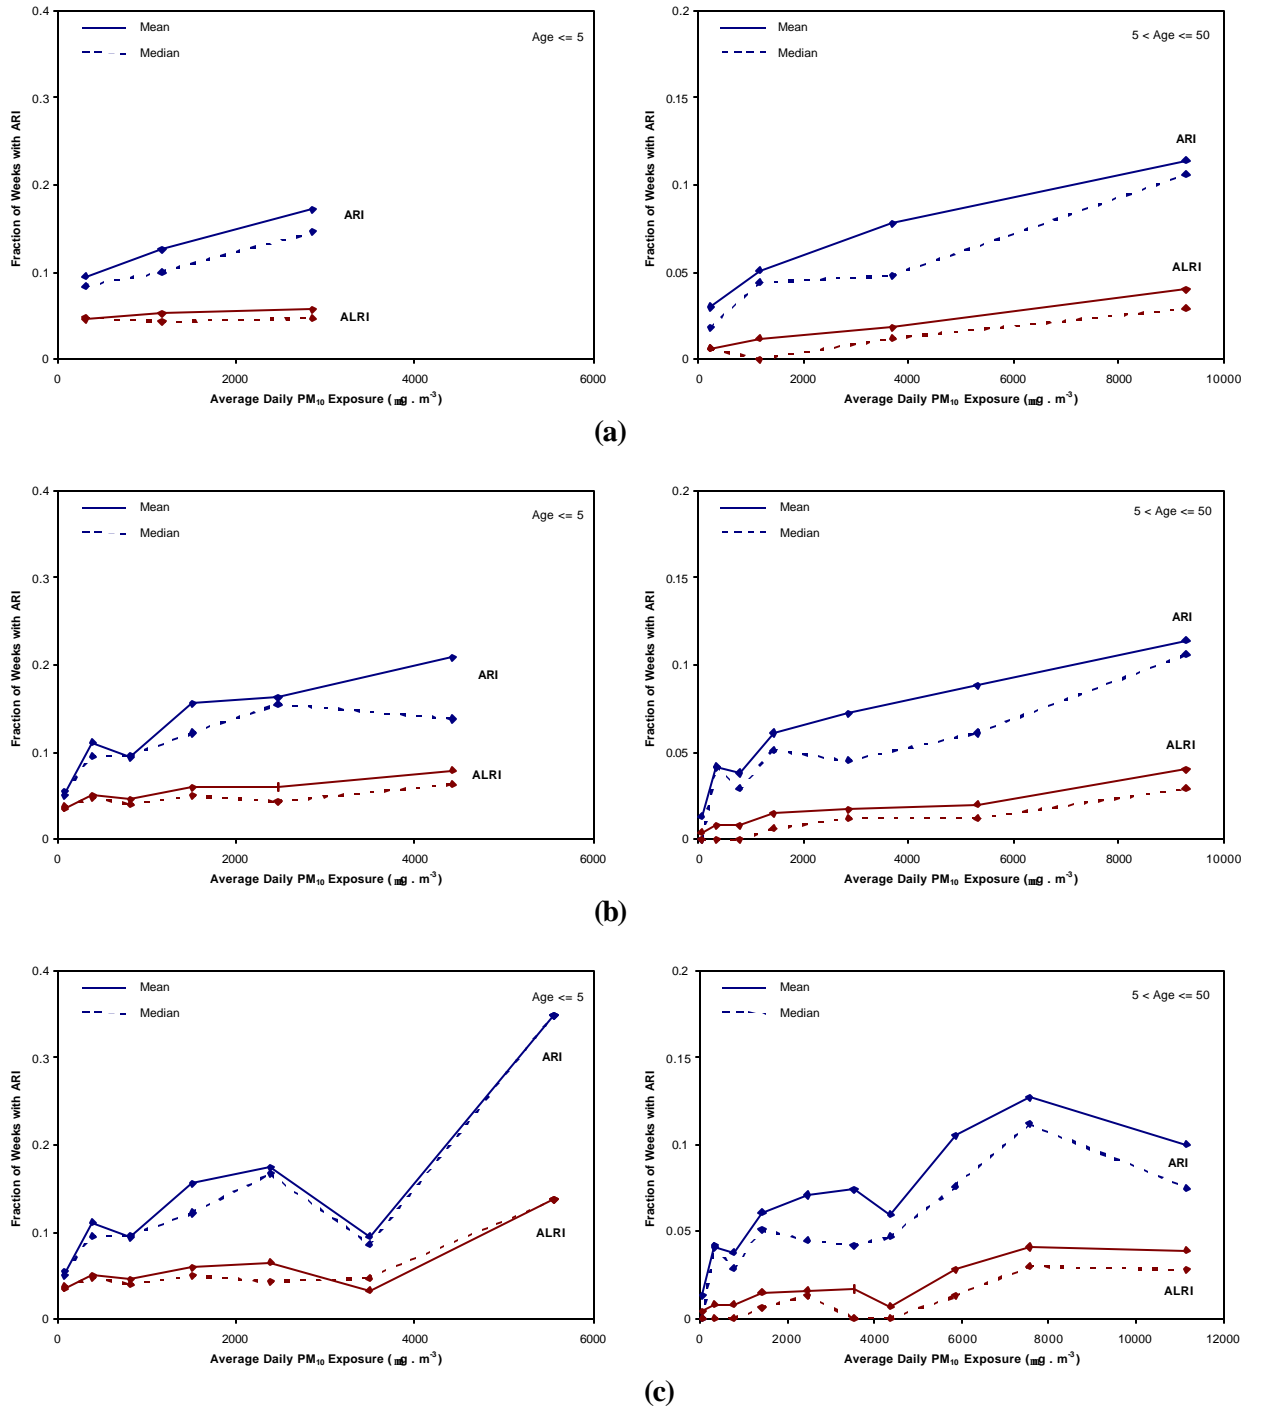 0.4
0.3
0.2
0.1
0
Fraction of Weeks with ARI
Mean
Median
Age <= 5
ARI
ALRI
0 2000 4000 6000
Average Daily PM10 Exposure (μg . m-3)
0.2
0.15
0.1
0.05
0
Fraction of Weeks with ARI
Mean
Median
5 < Age <= 50
ARI
ALRI
0 2000 4000 6000 8000 10000
Average Daily PM10 Exposure (μg . m-3)
(a)
0.4
0.3
0.2
0.1
0
Fraction of Weeks with ARI
Mean
Median
Age <= 5
ARI
ALRI
0 2000 4000 6000
Average Daily PM10 Exposure (μg . m-3)
0.2
0.15
0.1
0.05
0
Fraction of Weeks with ARI
Mean
Median
5 < Age <= 50
ARI
ALRI
0 2000 4000 6000 8000 10000
Average Daily PM10 Exposure (μg . m-3)
(b)
0.4
0.3
0.2
0.1
0
Fraction of Weeks with ARI
Mean
Median
Age <= 5
ARI
ALRI
0 2000 4000 6000
Average Daily PM10 Exposure (μg . m-3)
0.2
0.15
0.1
0.05
0
Fraction of Weeks with ARI
Mean
Median
5 < Age <= 50
ARI
ALRI
0 2000 4000 6000 8000 10000 12000
Average Daily PM10 Exposure (μg . m-3)
(c)